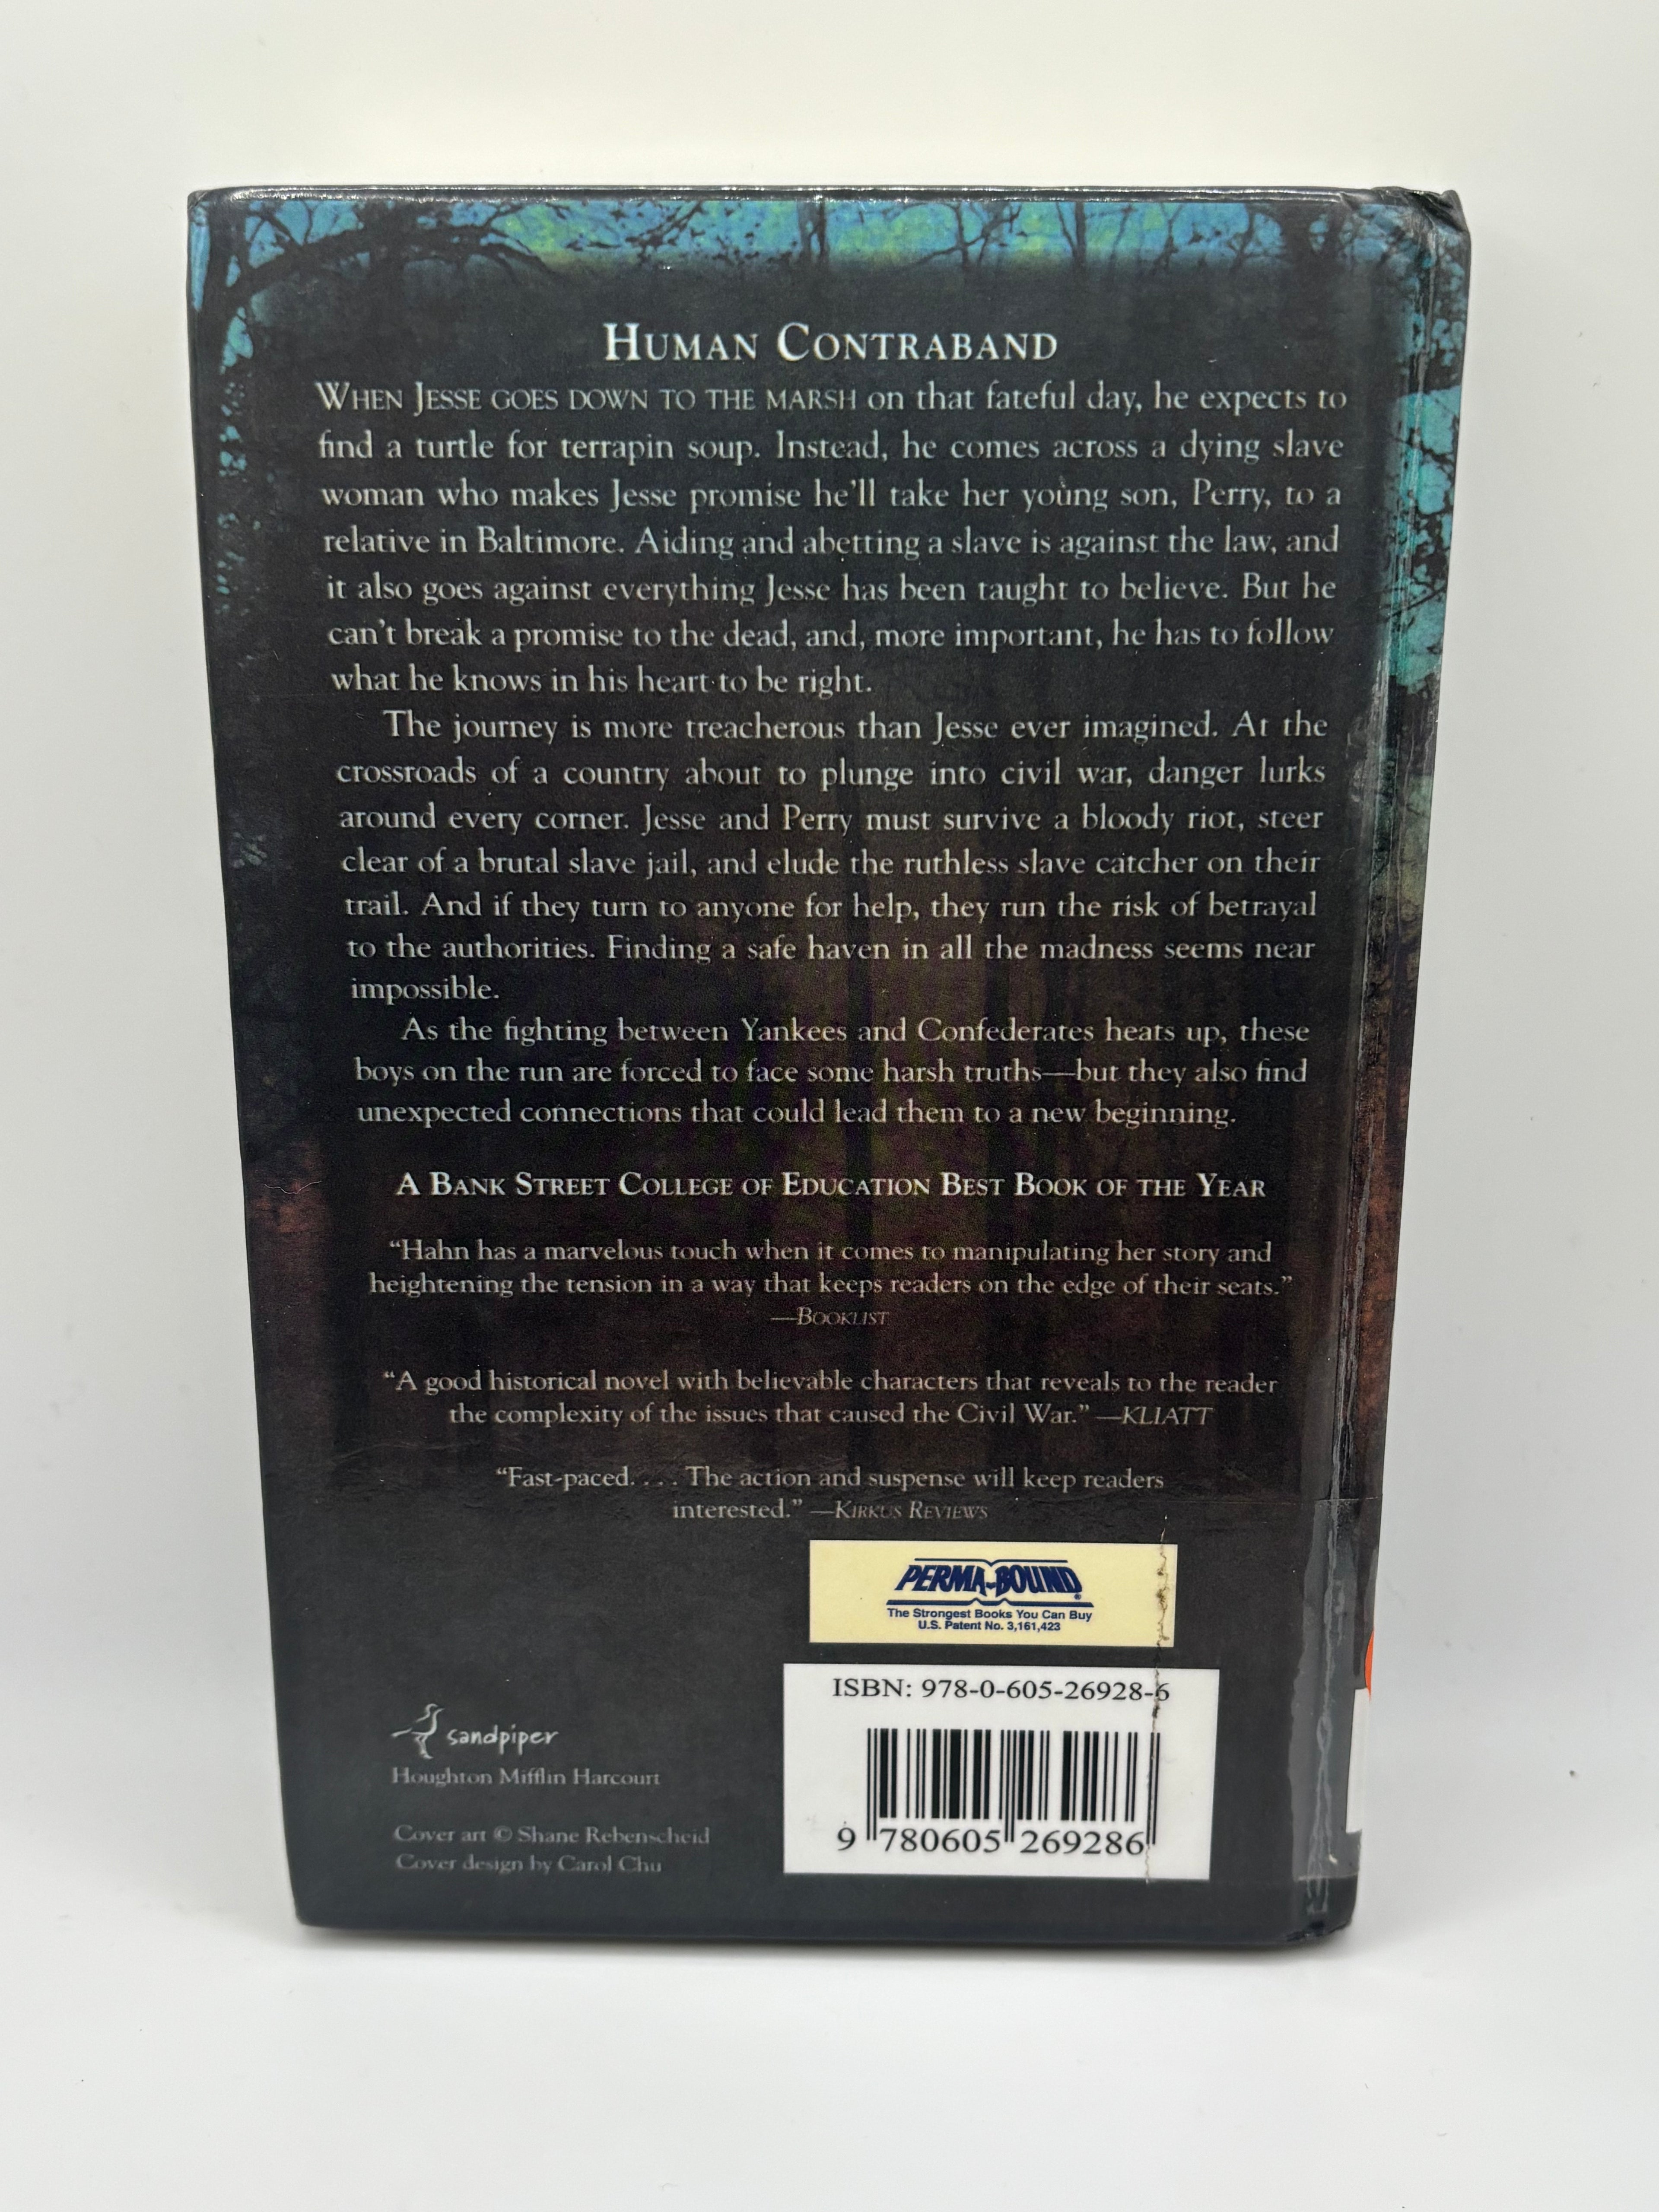 HUMAN CONTRABAND
WHEN JESSE GOES DOWN TO THE MARSH on that fateful day, he expects to
find a turtle for terrapin soup. Instead, he comes across a dying slave
woman who makes Jesse promise he'll take her young son, Perry, to a
relative in Baltimore. Aiding and abetting a slave is against the law, and
it also goes against everything Jesse has been taught to believe. But he
can't break a promise to the dead, and, more important, he has to follow
what he knows in his heart to be right.
The journey is more treacherous than Jesse ever imagined. At the
crossroads of a country about to plunge into civil war, danger lurks
around every corner. Jesse and Perry must survive a bloody riot, steer
clear of a brutal slave jail, and elude the ruthless slave catcher on their
trail. And if they turn to anyone for help, they run the risk of betrayal
to the authorities. Finding a safe haven in all the madness seems near
impossible.
As the fighting between Yankees and Confederates heats up, these
boys on the run are forced to face some harsh truths—but they also find
unexpected connections that could lead them to a new beginning.
A BANK STREET COLLEGE OF EDUCATION BEST BOOK OF THE YEAR
“Hahn has a marvelous touch when it comes to manipulating her story and
heightening the tension in a way that keeps readers on the edge of their seats.”
—BOOKLIST
“A good historical novel with believable characters that reveals to the reader
the complexity of the issues that caused the Civil War.” —KLIATT
“Fast-paced. . . . The action and suspense will keep readers
interested.” —KIRKUS REVIEWS
PERMA-BOUND®
The Strongest Books You Can Buy
U.S. Patent No. 3,161,423
ISBN: 978-0-605-26928-6
9 780605 269286
sandpiper
Houghton Mifflin Harcourt
Cover art © Shane Rebenscheid
Cover design by Carol Chu